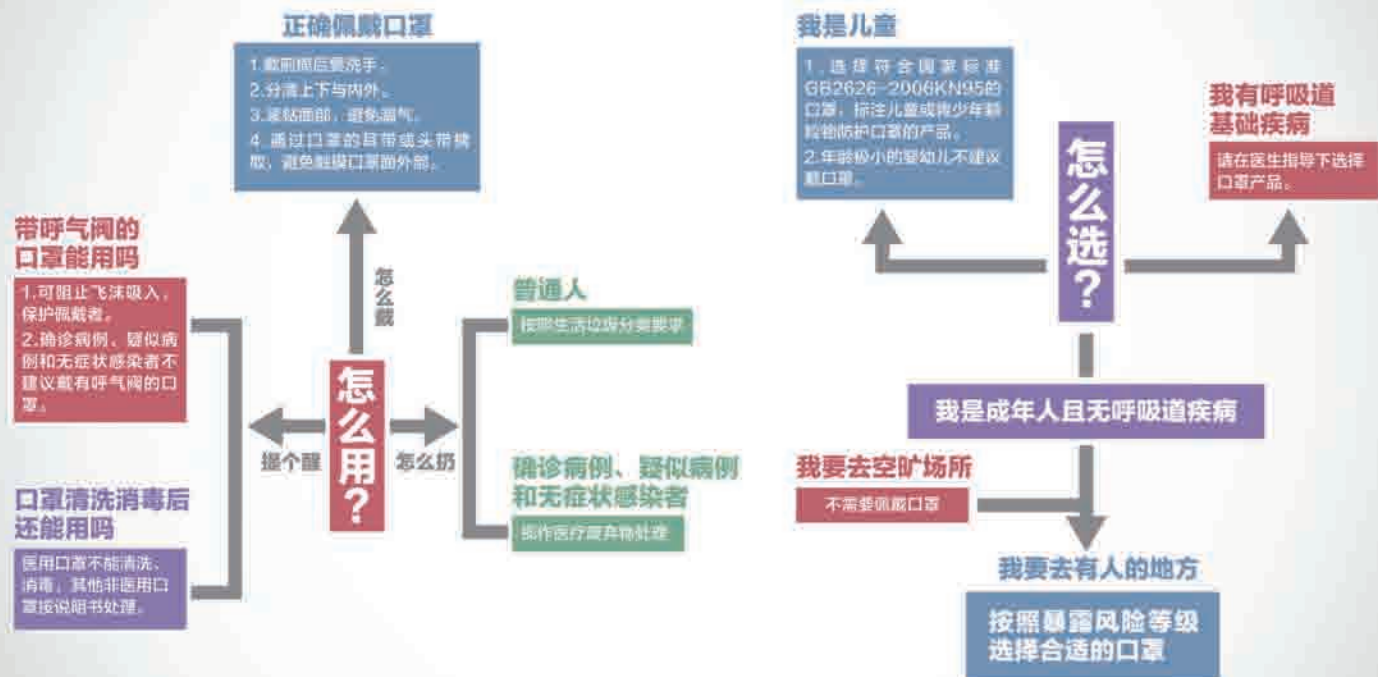 正确佩戴口罩
1.戴前摘后要洗手。
2.分清上下与内外。
3.紧贴面部，避免漏气。
4.通过口罩的耳带或头带摘
取，避免触摸口罩面外部。
带呼气阀的
口罩能用吗
1.可阻止飞沫吸入，
保护佩戴者。
2.确诊病例、疑似病
例和无症状感染者不
建议戴有呼气阀的口
罩。
口罩清洗消毒后
还能用吗
医用口罩不能清洗、
消毒，其他非医用口
罩按说明书处理。
怎么戴
怎么用？
提个醒
怎么扔
普通人
按照生活垃圾分类要求
确诊病例、疑似病例
和无症状感染者
视作医疗废弃物处理
我是儿童
1.选择符合国家标准
GB2626-2006KN95的
口罩，标注儿童或青少年颗
粒物防护口罩的产品。
2.年龄极小的婴幼儿不建议
戴口罩。
怎么选？
我有呼吸道
基础疾病
请在医生指导下选择
口罩产品。
我是成年人且无呼吸道疾病
我要去空旷场所
不需要佩戴口罩
我要去有人的地方
按照暴露风险等级
选择合适的口罩